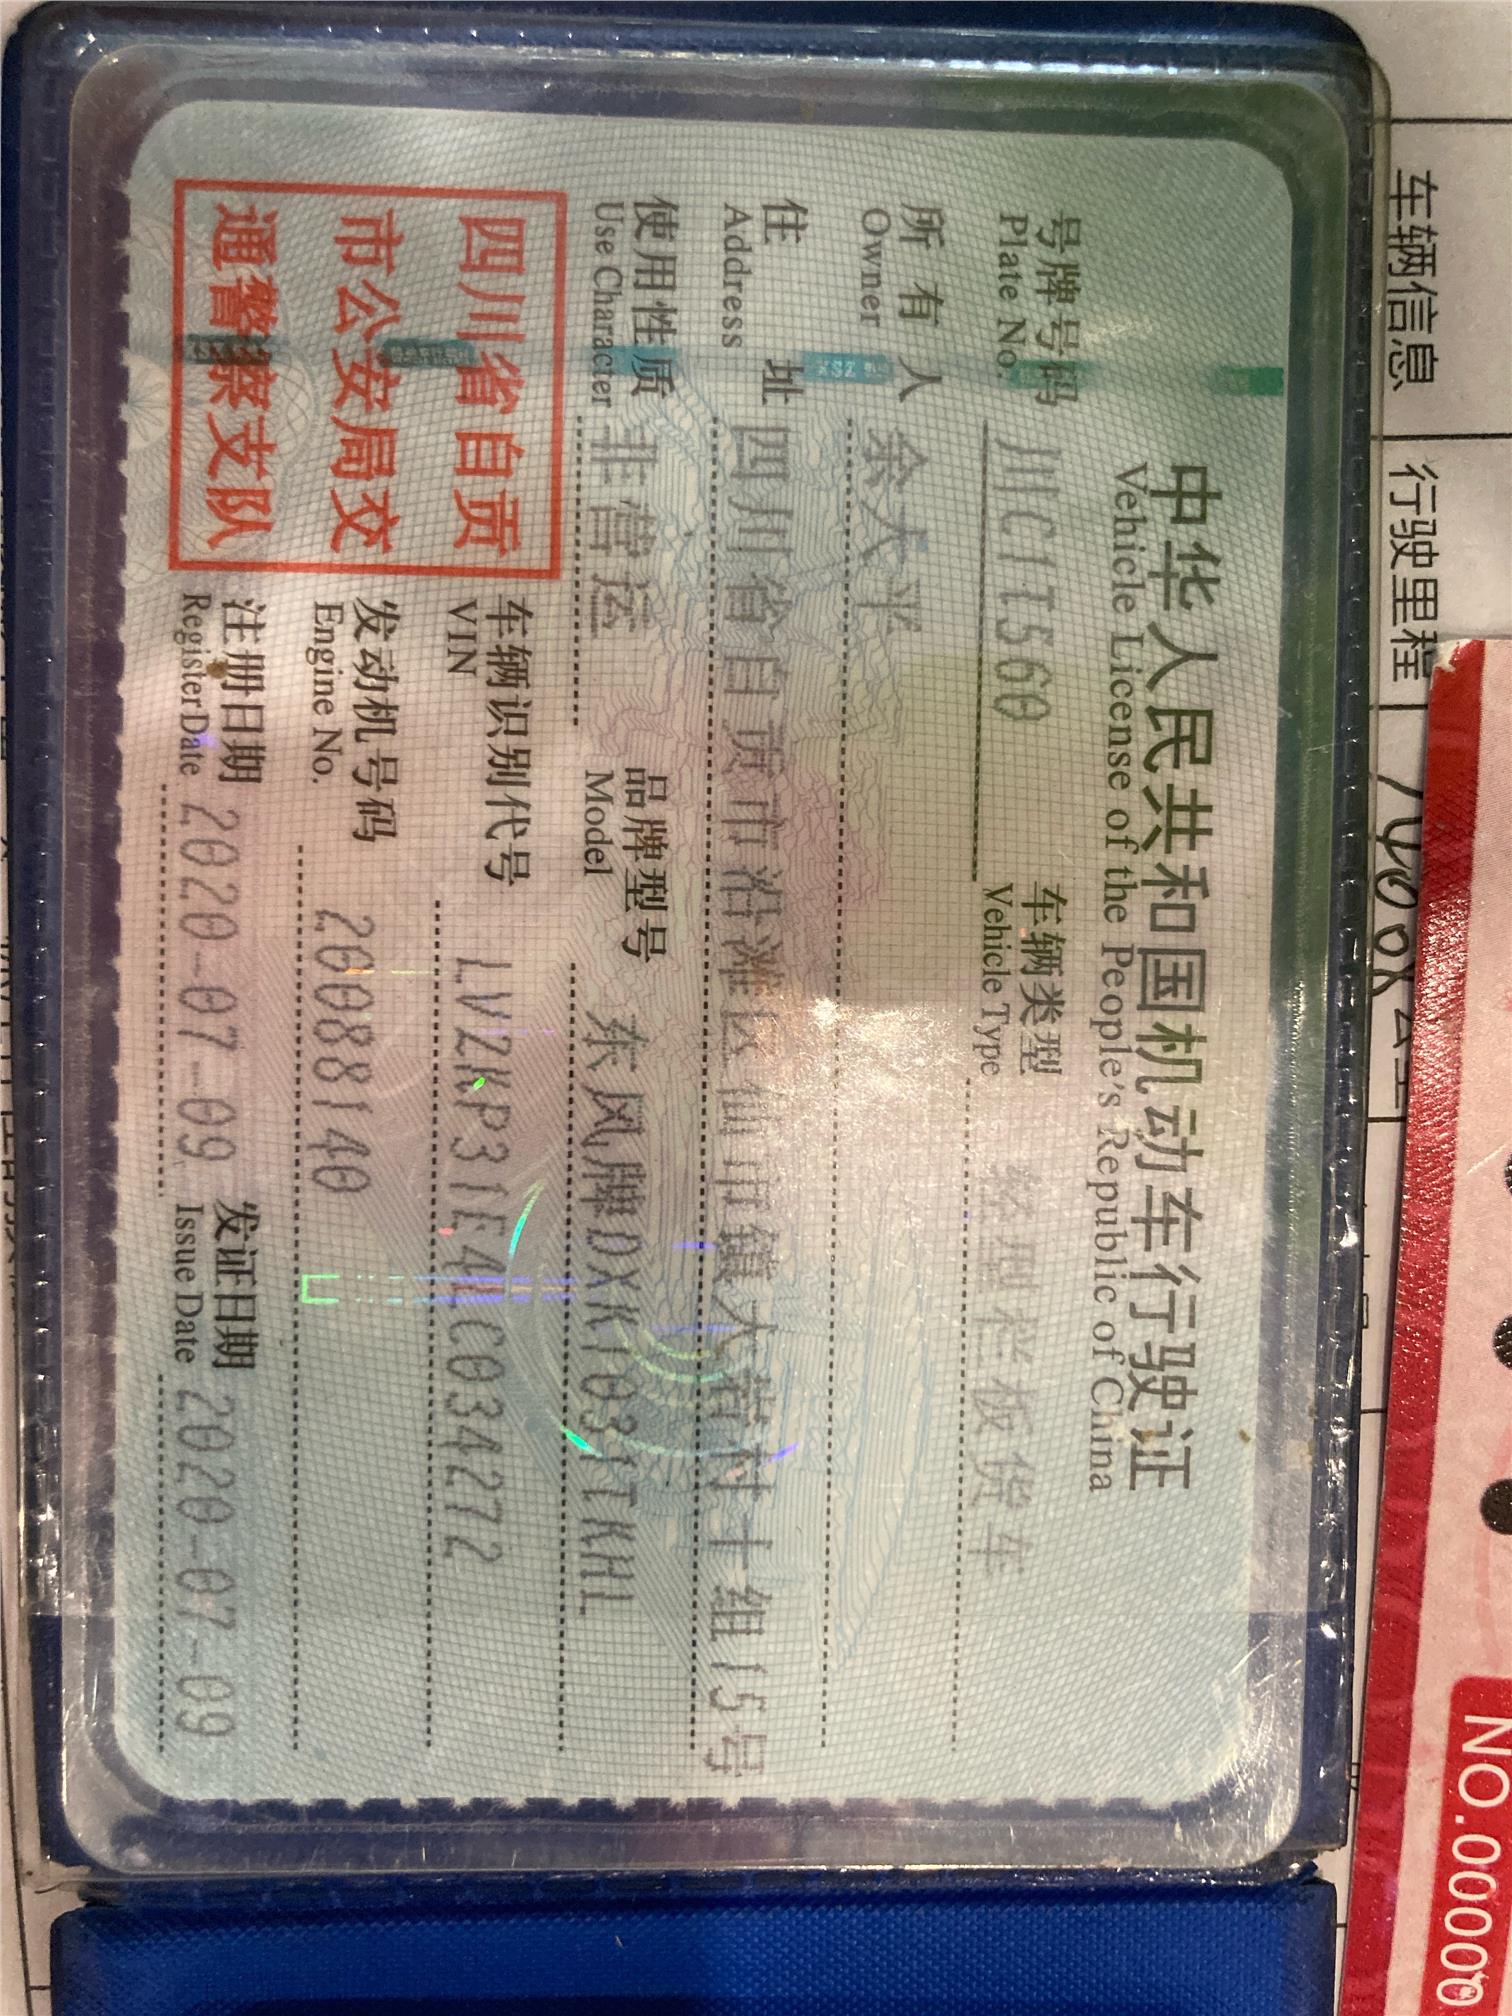 中华人民共和国机动车行驶证
Vehicle License of the People's Republic of China
号牌号码 川C1T560 车辆类型 轻型栏板货车
Plate No. Vehicle Type
所有人 余大平
Owner
住址 四川省自贡市沿滩区仙市镇大营村十组15号
Address
使用性质 非营运 品牌型号 东风牌DXK1031TKHL
Use Character Model
四川省自贡
市公安局交
通警察支队
车辆识别代号 LV2KP31E4LC034272
VIN
发动机号码 20088140
Engine No.
注册日期 2020-07-09 发证日期 2020-07-09
Register Date Issue Date
车辆信息 行驶里程
NO.00000